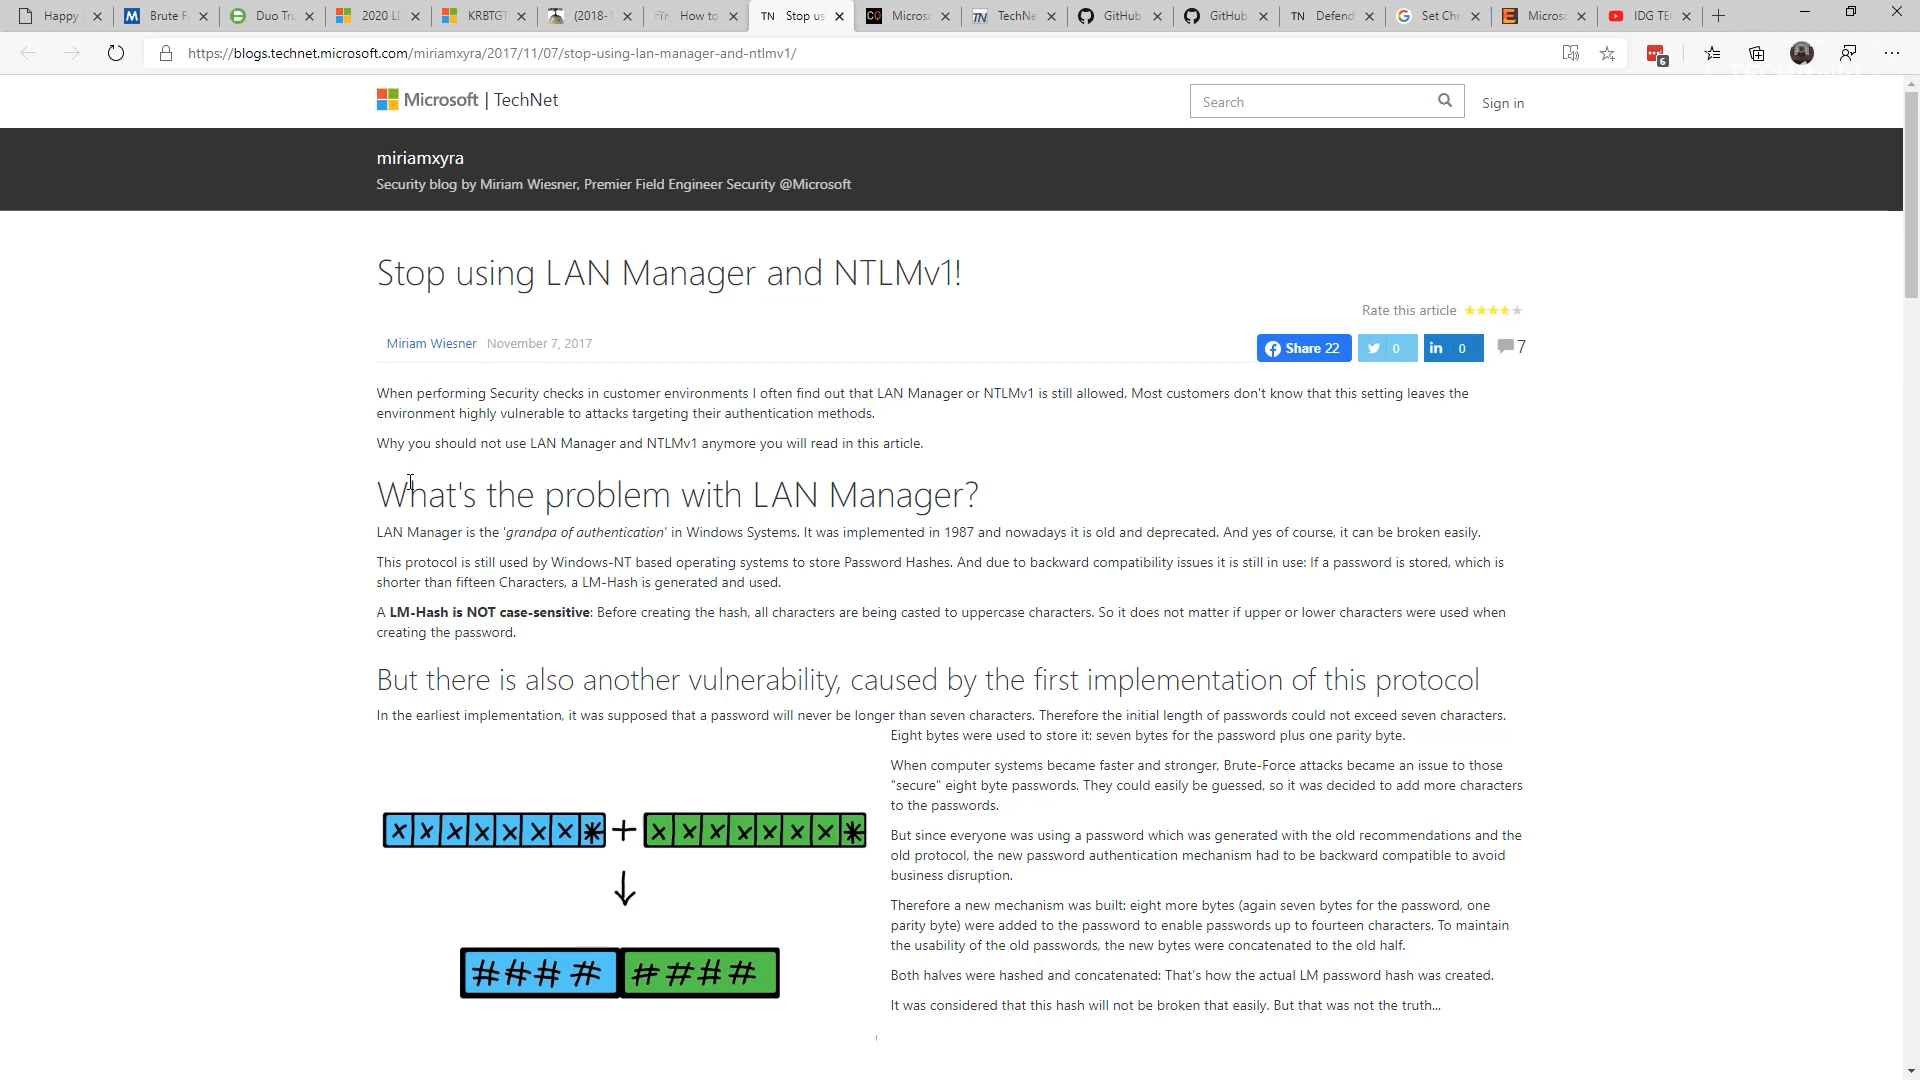 Happy
Brute F
Duo Tru
2020 LD
KRBTGT
(2018-1
How to
TN Stop us
CQ Microso
TN TechNe
GitHub
GitHub
TN Defend
Set Chr
Microso
IDG TE
https://blogs.technet.microsoft.com/miriamxyra/2017/11/07/stop-using-lan-manager-and-ntlmv1/
6
Microsoft | TechNet
Search
Sign in
miriamxyra
Security blog by Miriam Wiesner, Premier Field Engineer Security @Microsoft
Stop using LAN Manager and NTLMv1!
Rate this article
Miriam Wiesner November 7, 2017
Share 22
0
in 0
7
When performing Security checks in customer environments I often find out that LAN Manager or NTLMv1 is still allowed. Most customers don't know that this setting leaves the
environment highly vulnerable to attacks targeting their authentication methods.
Why you should not use LAN Manager and NTLMv1 anymore you will read in this article.
What's the problem with LAN Manager?
LAN Manager is the 'grandpa of authentication' in Windows Systems. It was implemented in 1987 and nowadays it is old and deprecated. And yes of course, it can be broken easily.
This protocol is still used by Windows-NT based operating systems to store Password Hashes. And due to backward compatibility issues it is still in use: If a password is stored, which is
shorter than fifteen Characters, a LM-Hash is generated and used.
A LM-Hash is NOT case-sensitive: Before creating the hash, all characters are being casted to uppercase characters. So it does not matter if upper or lower characters were used when
creating the password.
But there is also another vulnerability, caused by the first implementation of this protocol
In the earliest implementation, it was supposed that a password will never be longer than seven characters. Therefore the initial length of passwords could not exceed seven characters.
Eight bytes were used to store it: seven bytes for the password plus one parity byte.
When computer systems became faster and stronger, Brute-Force attacks became an issue to those
"secure" eight byte passwords. They could easily be guessed, so it was decided to add more characters
to the passwords.
But since everyone was using a password which was generated with the old recommendations and the
old protocol, the new password authentication mechanism had to be backward compatible to avoid
business disruption.
Therefore a new mechanism was built: eight more bytes (again seven bytes for the password, one
parity byte) were added to the password to enable passwords up to fourteen characters. To maintain
the usability of the old passwords, the new bytes were concatenated to the old half.
Both halves were hashed and concatenated: That's how the actual LM password hash was created.
It was considered that this hash will not be broken that easily. But that was not the truth...
x x x x x x x * + x x x x x x x *
# # # # # # # #